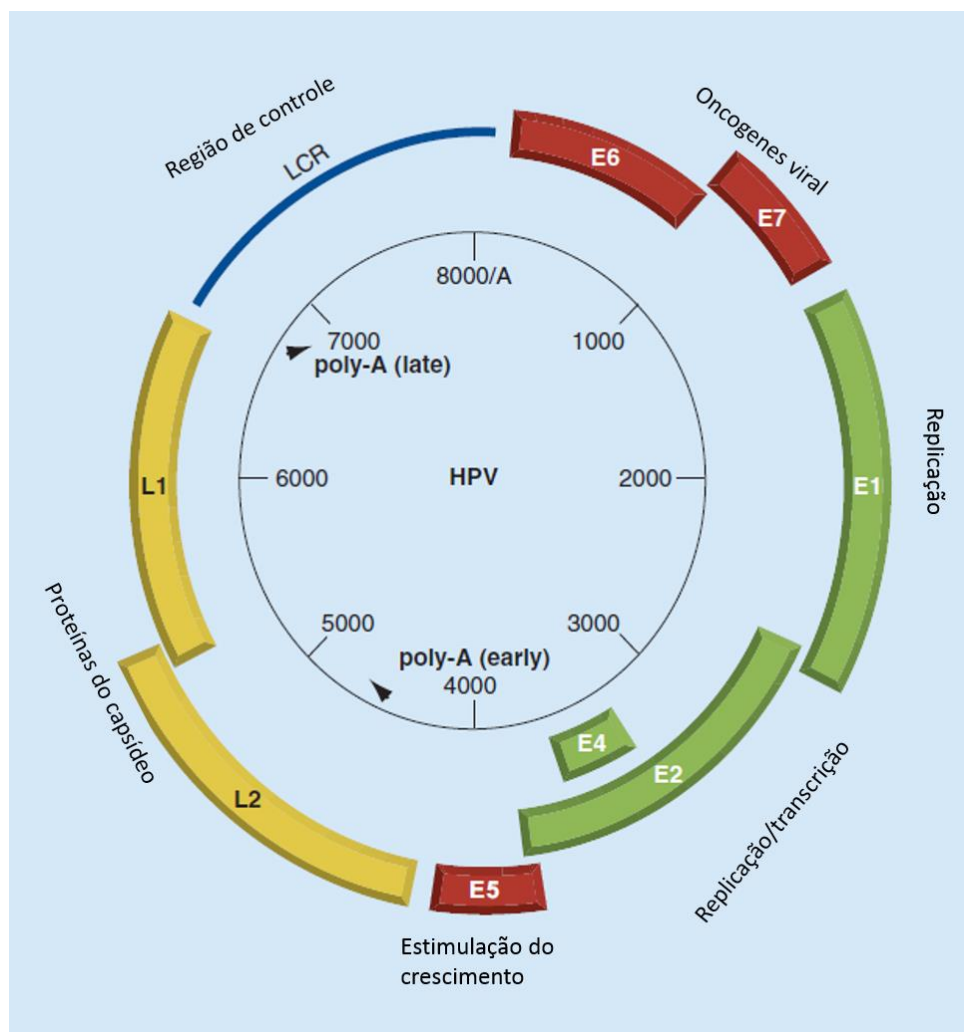 Região de controle
LCR
E6
Oncogenes viral
E7
8000/A
7000
1000
poly-A (late)
L1
6000
HPV
2000
E1
Replicação
5000
3000
poly-A (early)
4000
Proteínas do capsídeo
L2
E4
E2
Replicação/transcrição
E5
Estimulação do
crescimento